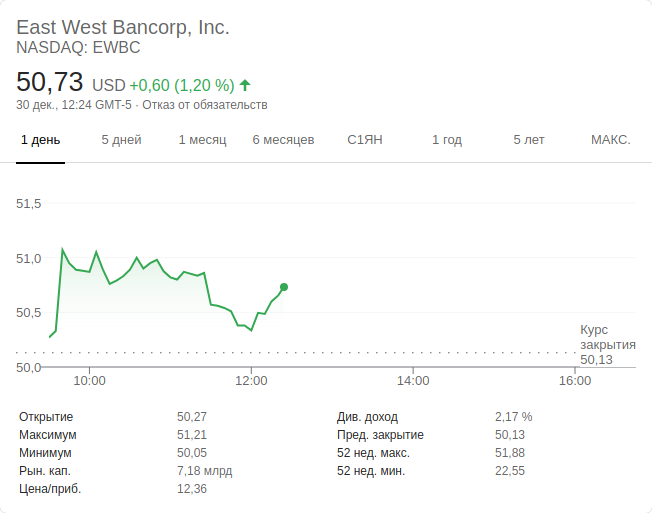 East West Bancorp, Inc.
NASDAQ: EWBC
50,73 USD +0,60 (1,20 %)
30 дек., 12:24 GMT-5 · Отказ от обязательств
1 день 5 дней 1 месяц 6 месяцев С1ЯН 1 год 5 лет МАКС.
51,5
51,0
50,5
50,0
Курс
закрытия
50,13
10:00 12:00 14:00 16:00
Открытие 50,27 Див. доход 2,17 %
Максимум 51,21 Пред. закрытие 50,13
Минимум 50,05 52 нед. макс. 51,88
Рын. кап. 7,18 млрд 52 нед. мин. 22,55
Цена/приб. 12,36